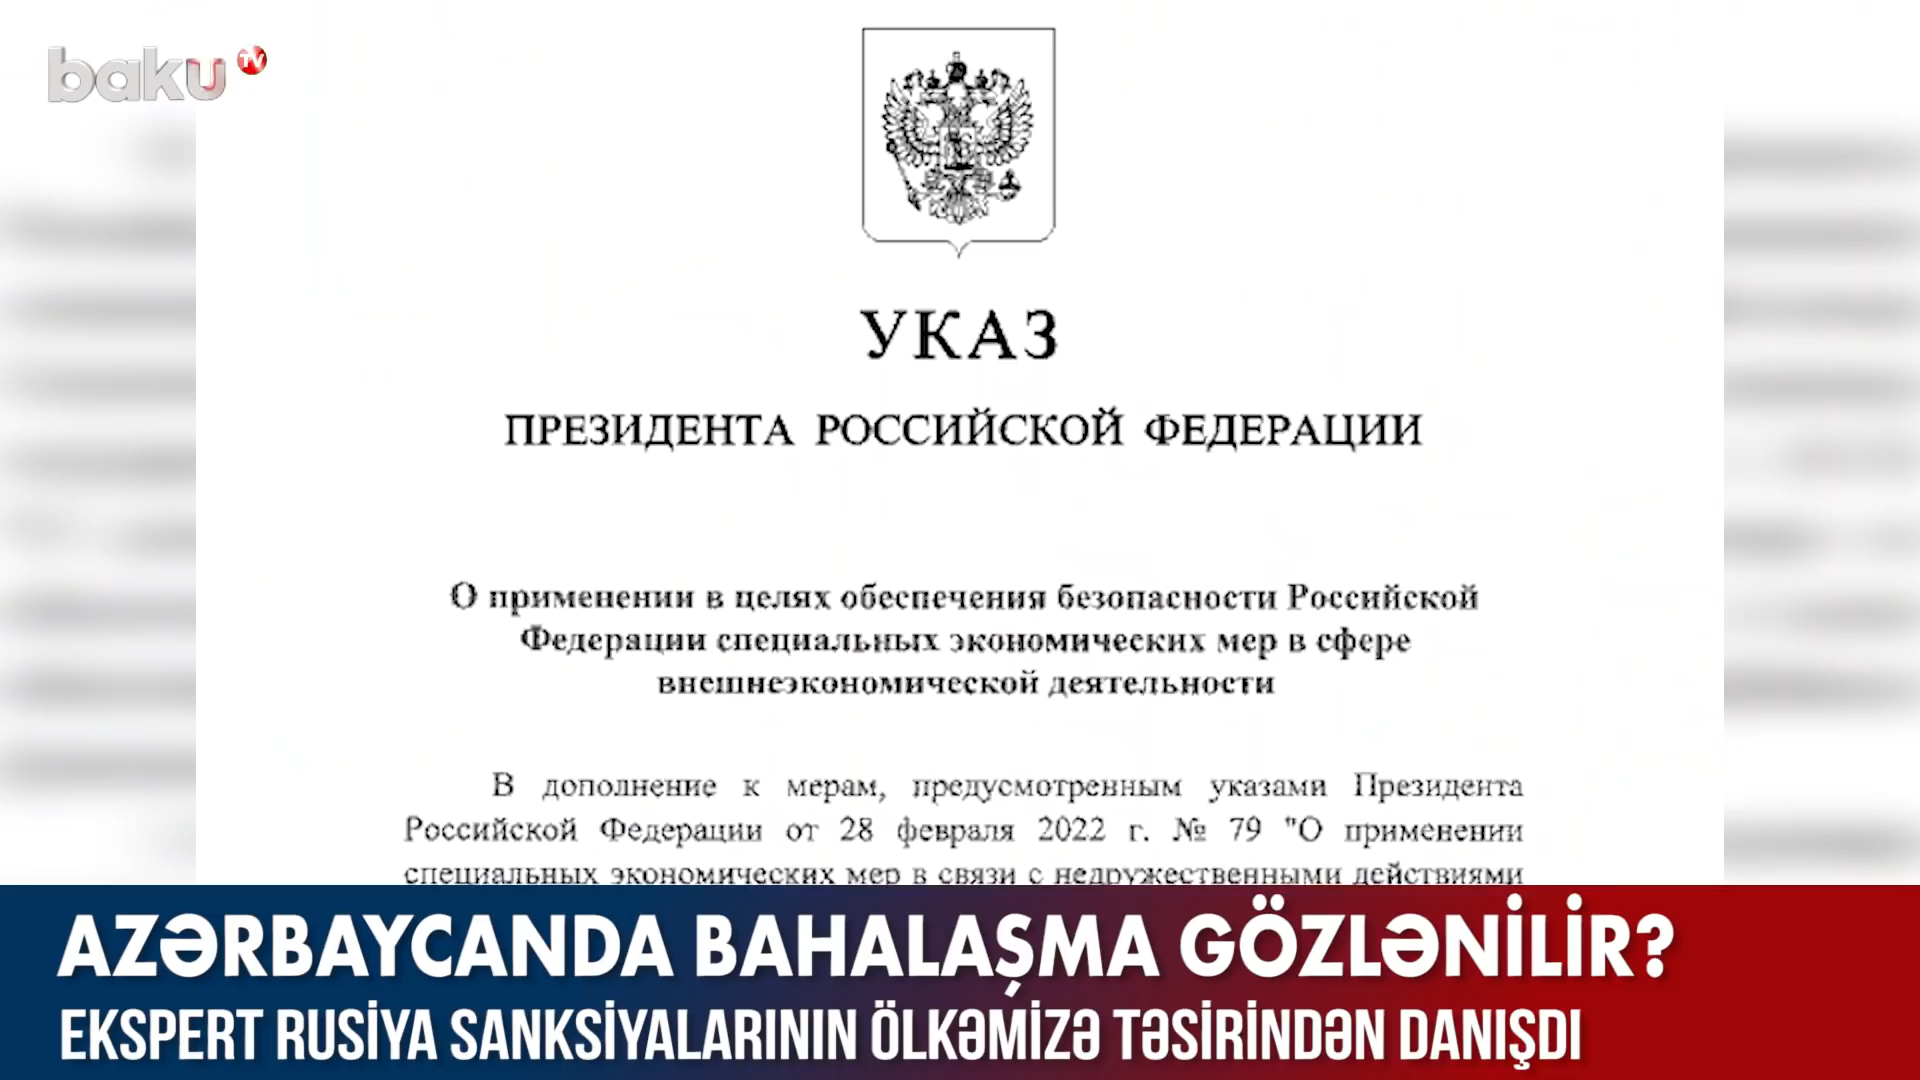 baku TV
УКАЗ
ПРЕЗИДЕНТА РОССИЙСКОЙ ФЕДЕРАЦИИ
О применении в целях обеспечения безопасности Российской
Федерации специальных экономических мер в сфере
внешнеэкономической деятельности
В дополнение к мерам, предусмотренным указами Президента
Российской Федерации от 28 февраля 2022 г. № 79 "О применении
специальных экономических мер в связи с недружественными действиями
AZƏRBAYCANDA BAHALAŞMA GÖZLƏNİLİR?
EKSPERT RUSİYA SANKSİYALARININ ÖLKƏMİZƏ TƏSİRİNDƏN DANIŞDI